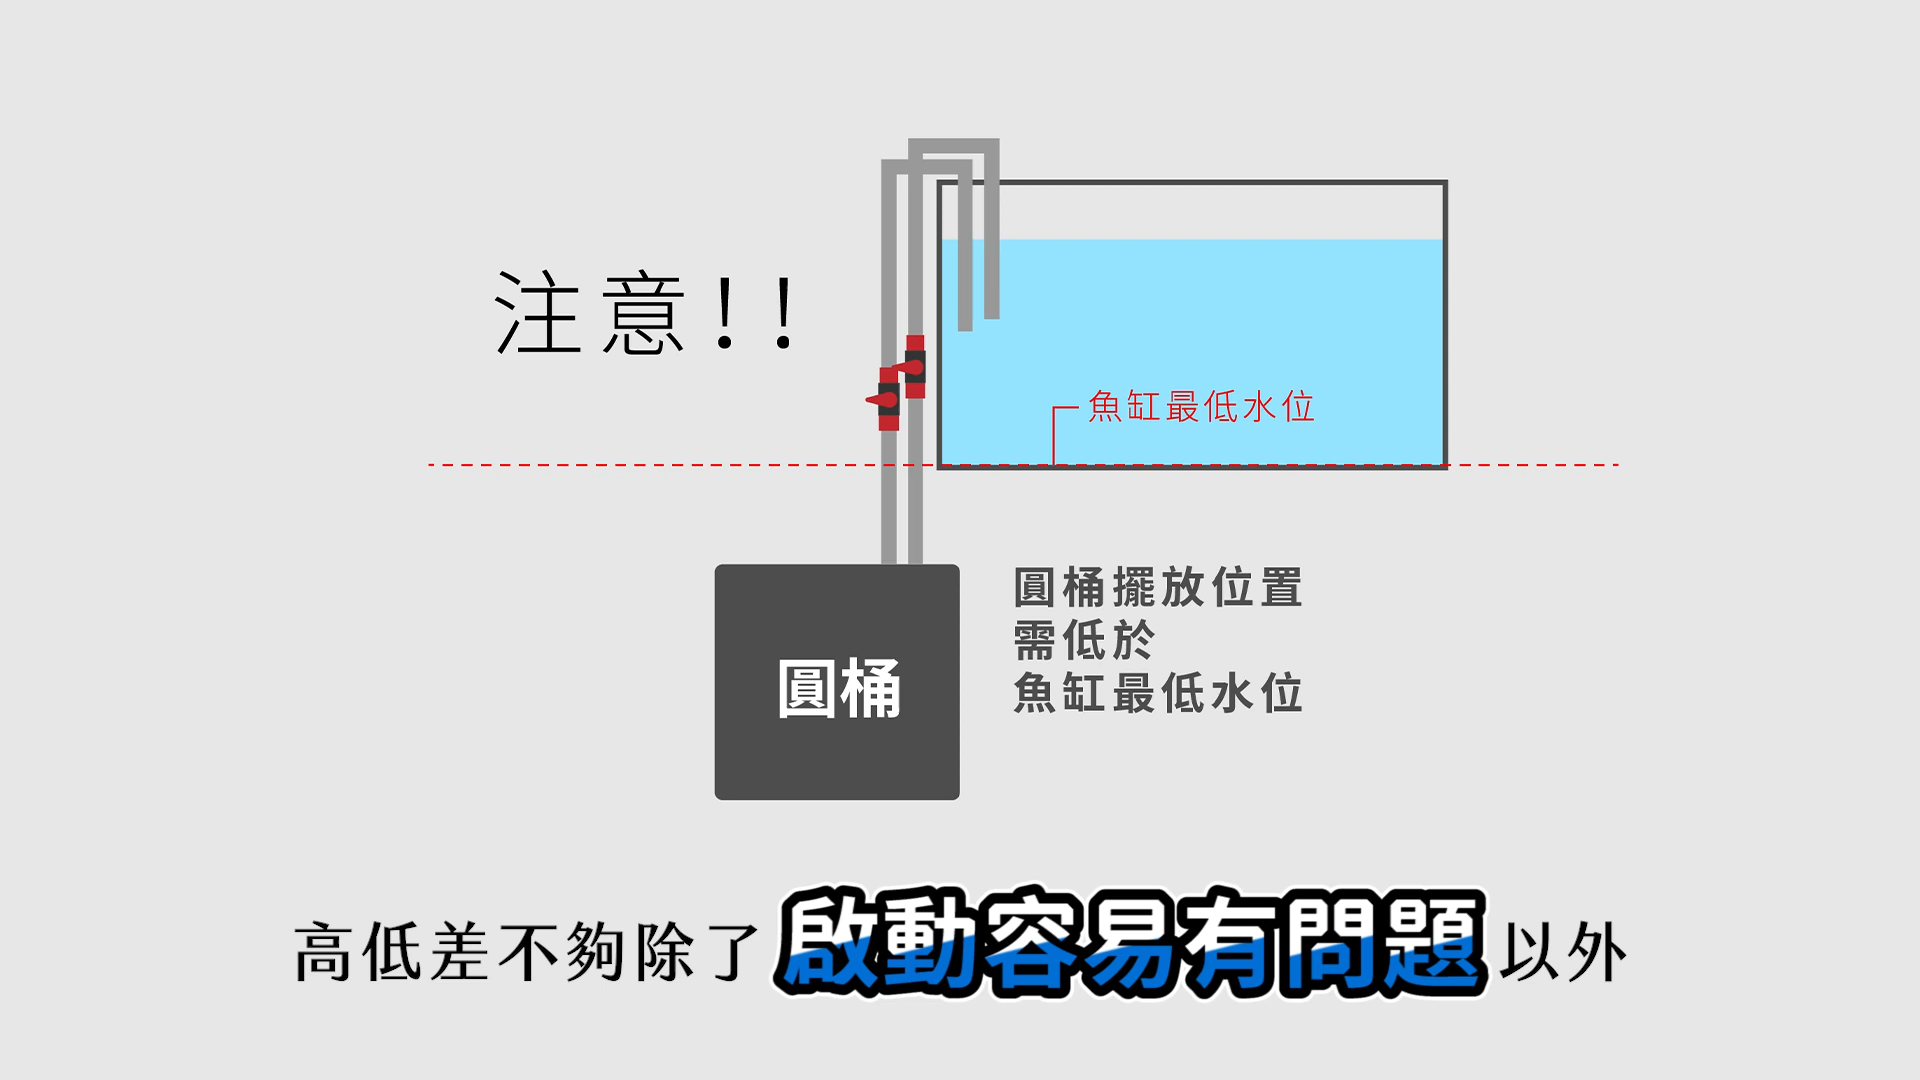 注意!!
魚缸最低水位
圓桶
圓桶擺放位置
需低於
魚缸最低水位
高低差不夠除了啟動容易有問題以外